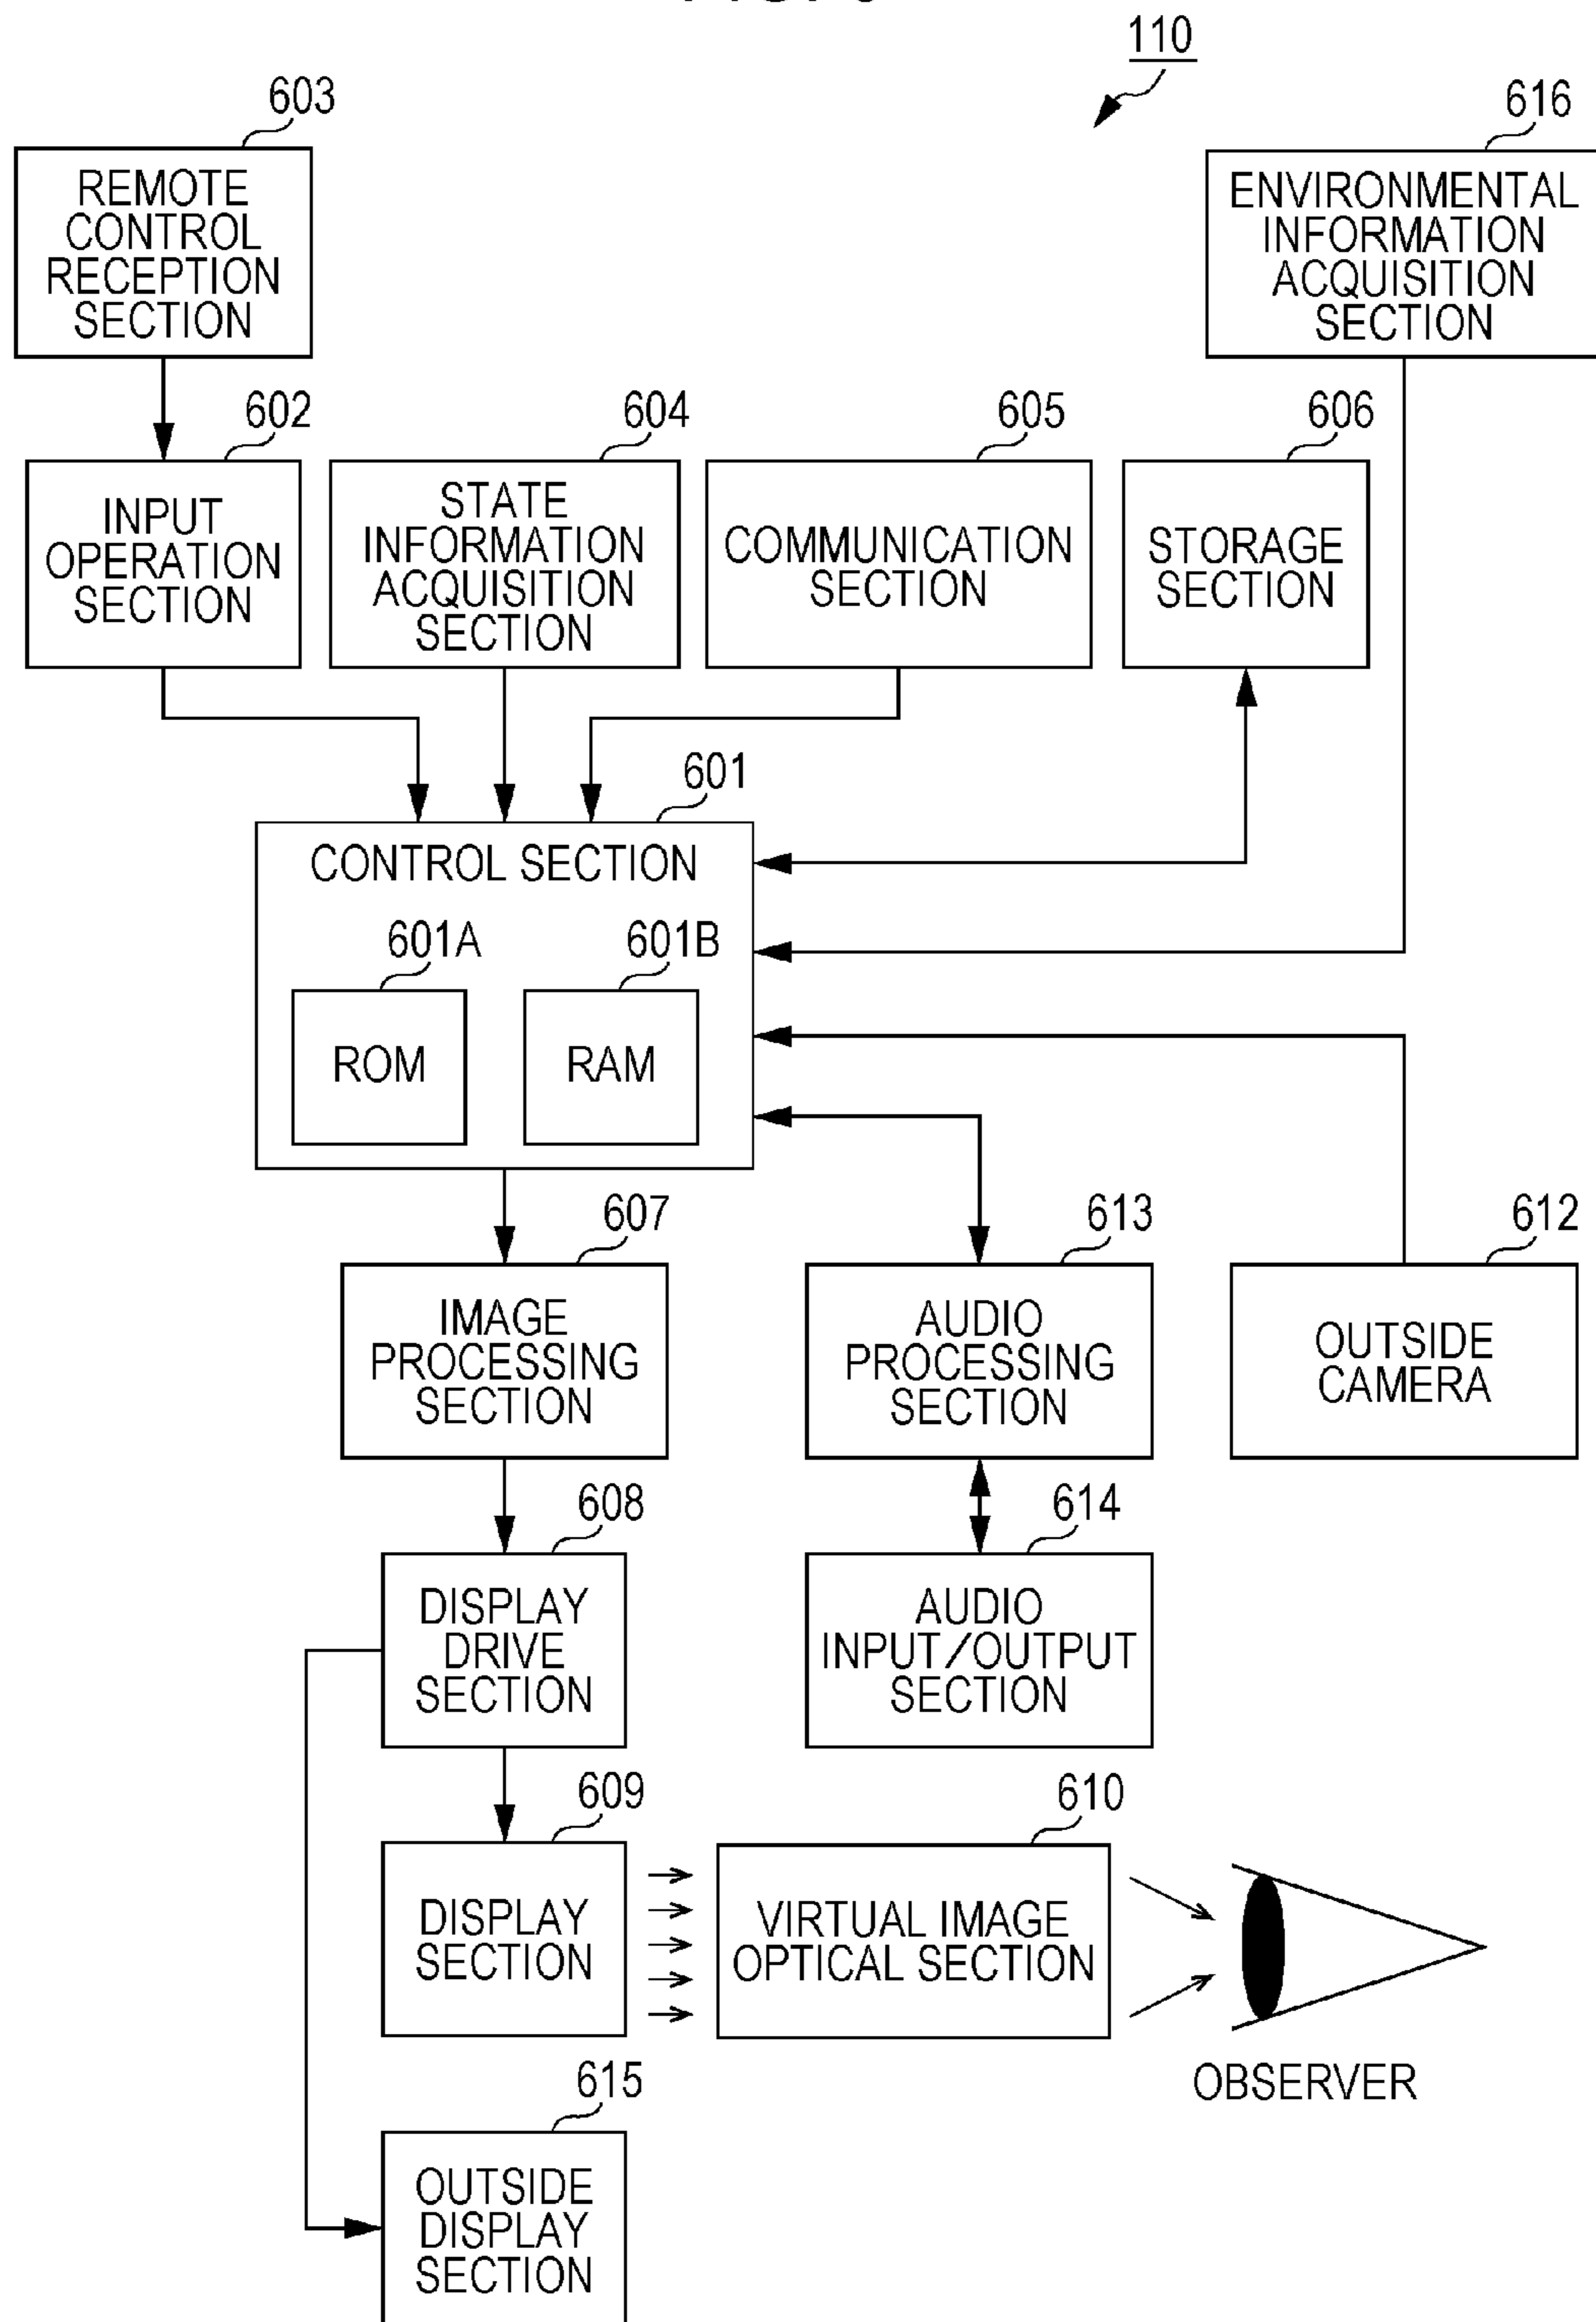 110
603
REMOTE
CONTROL
RECEPTION
SECTION
616
ENVIRONMENTAL
INFORMATION
ACQUISITION
SECTION
602
INPUT
OPERATION
SECTION
604
STATE
INFORMATION
ACQUISITION
SECTION
605
COMMUNICATION
SECTION
606
STORAGE
SECTION
601
CONTROL SECTION
601A
ROM
601B
RAM
607
IMAGE
PROCESSING
SECTION
613
AUDIO
PROCESSING
SECTION
612
OUTSIDE
CAMERA
608
DISPLAY
DRIVE
SECTION
614
AUDIO
INPUT/OUTPUT
SECTION
609
DISPLAY
SECTION
610
VIRTUAL IMAGE
OPTICAL SECTION
OBSERVER
615
OUTSIDE
DISPLAY
SECTION